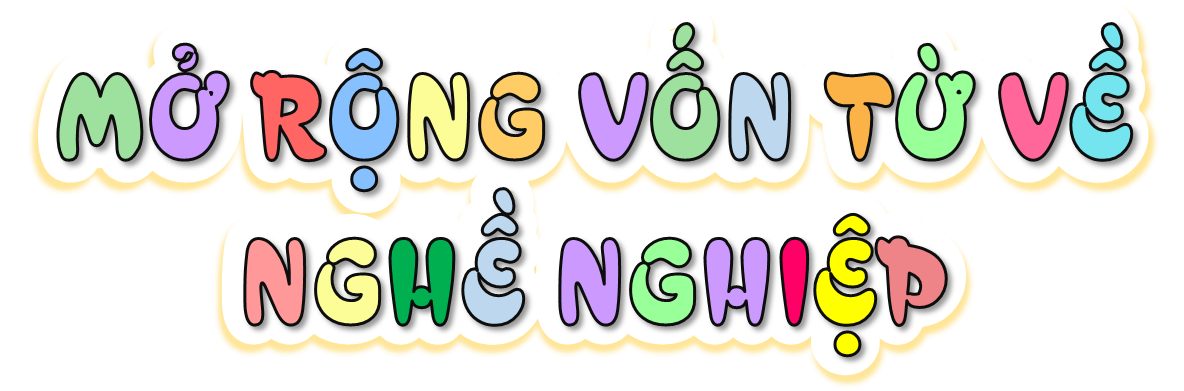 MỞ RỘNG VỐN TỪ VỀ
NGHỀ NGHIỆP